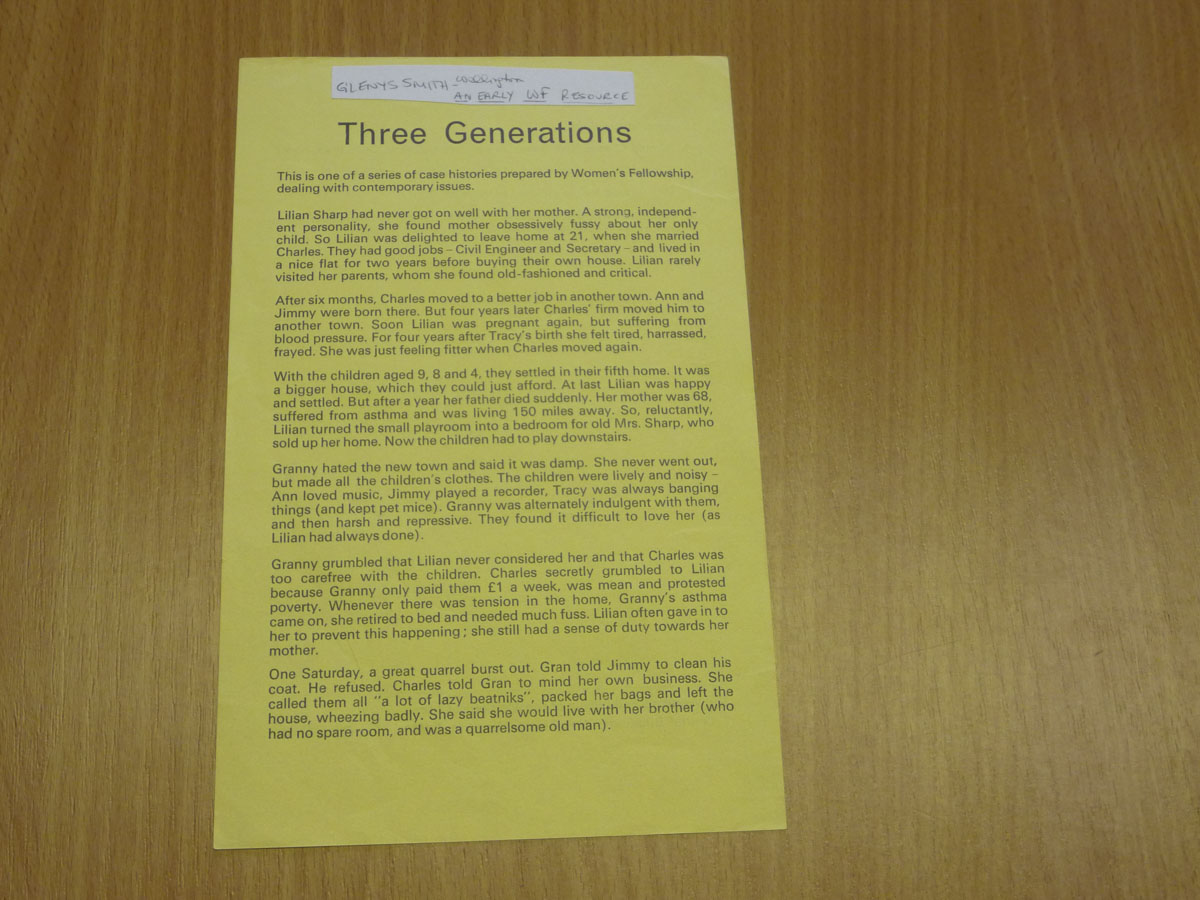 GLENYS SMITH - Wellington
AN EARLY WF RESOURCE
Three Generations
This is one of a series of case histories prepared by Women's Fellowship,
dealing with contemporary issues.
Lilian Sharp had never got on well with her mother. A strong, independ-
ent personality, she found mother obsessively fussy about her only
child. So Lilian was delighted to leave home at 21, when she married
Charles. They had good jobs – Civil Engineer and Secretary – and lived in
a nice flat for two years before buying their own house. Lilian rarely
visited her parents, whom she found old-fashioned and critical.
After six months, Charles moved to a better job in another town. Ann and
Jimmy were born there. But four years later Charles' firm moved him to
another town. Soon Lilian was pregnant again, but suffering from
blood pressure. For four years after Tracy's birth she felt tired, harrassed,
frayed. She was just feeling fitter when Charles moved again.
With the children aged 9, 8 and 4, they settled in their fifth home. It was
a bigger house, which they could just afford. At last Lilian was happy
and settled. But after a year her father died suddenly. Her mother was 68,
suffered from asthma and was living 150 miles away. So, reluctantly,
Lilian turned the small playroom into a bedroom for old Mrs. Sharp, who
sold up her home. Now the children had to play downstairs.
Granny hated the new town and said it was damp. She never went out,
but made all the children's clothes. The children were lively and noisy –
Ann loved music, Jimmy played a recorder, Tracy was always banging
things (and kept pet mice). Granny was alternately indulgent with them,
and then harsh and repressive. They found it difficult to love her (as
Lilian had always done).
Granny grumbled that Lilian never considered her and that Charles was
too carefree with the children. Charles secretly grumbled to Lilian
because Granny only paid them £1 a week, was mean and protested
poverty. Whenever there was tension in the home, Granny's asthma
came on, she retired to bed and needed much fuss. Lilian often gave in to
her to prevent this happening; she still had a sense of duty towards her
mother.
One Saturday, a great quarrel burst out. Gran told Jimmy to clean his
coat. He refused. Charles told Gran to mind her own business. She
called them all "a lot of lazy beatniks", packed her bags and left the
house, wheezing badly. She said she would live with her brother (who
had no spare room, and was a quarrelsome old man).